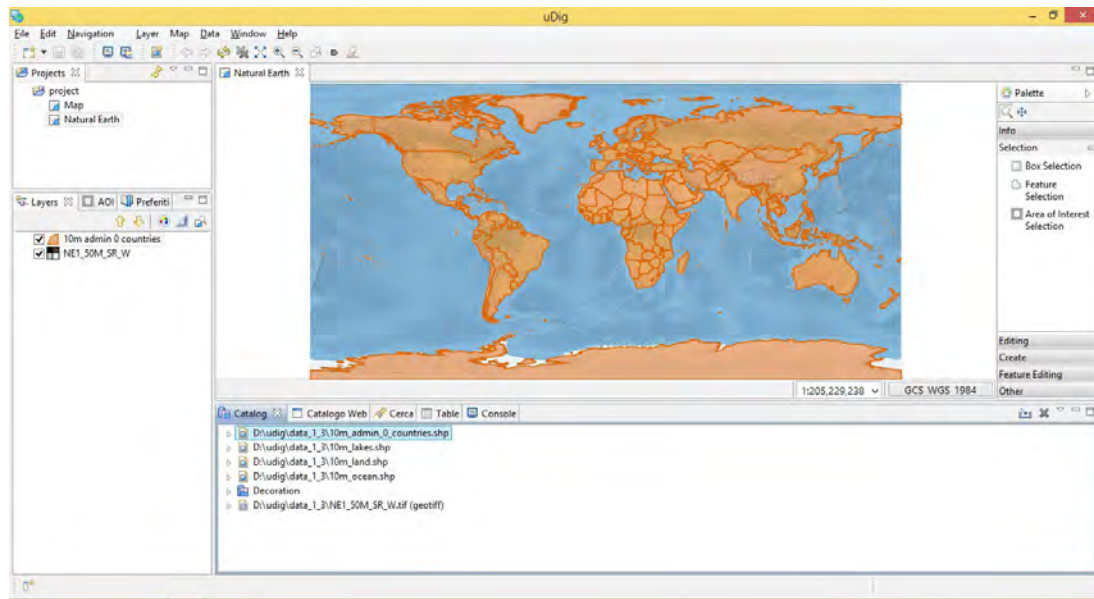 uDig
File Edit Navigation Layer Map Data Window Help
Projects
project
Map
Natural Earth
Layers AOI Preferiti
10m admin 0 countries
NE1_50M_SR_W
Natural Earth
Palette
Info
Selection
Box Selection
Feature
Selection
Area of Interest
Selection
Editing
Create
Feature Editing
Other
1:205,229,238 GCS WGS 1984
Catalog Catalogo Web Cerca Table Console
D:\udig\data_1_3\10m_admin_0_countries.shp
D:\udig\data_1_3\10m_lakes.shp
D:\udig\data_1_3\10m_land.shp
D:\udig\data_1_3\10m_ocean.shp
Decoration
D:\udig\data_1_3\NE1_50M_SR_W.tif (geotiff)